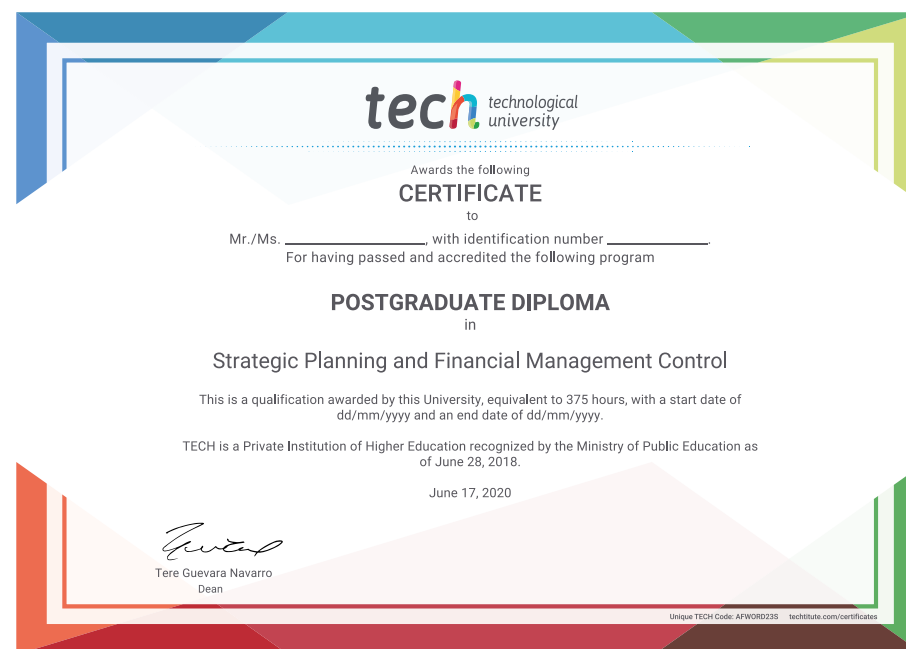 tech technological
university
Awards the following
CERTIFICATE
to
Mr./Ms. ____________________, with identification number ______________.
For having passed and accredited the following program
POSTGRADUATE DIPLOMA
in
Strategic Planning and Financial Management Control
This is a qualification awarded by this University, equivalent to 375 hours, with a start date of
dd/mm/yyyy and an end date of dd/mm/yyyy.
TECH is a Private Institution of Higher Education recognized by the Ministry of Public Education as
of June 28, 2018.
June 17, 2020
Tere Guevara Navarro
Dean
Unique TECH Code: AFWORD23S techtitute.com/certificates